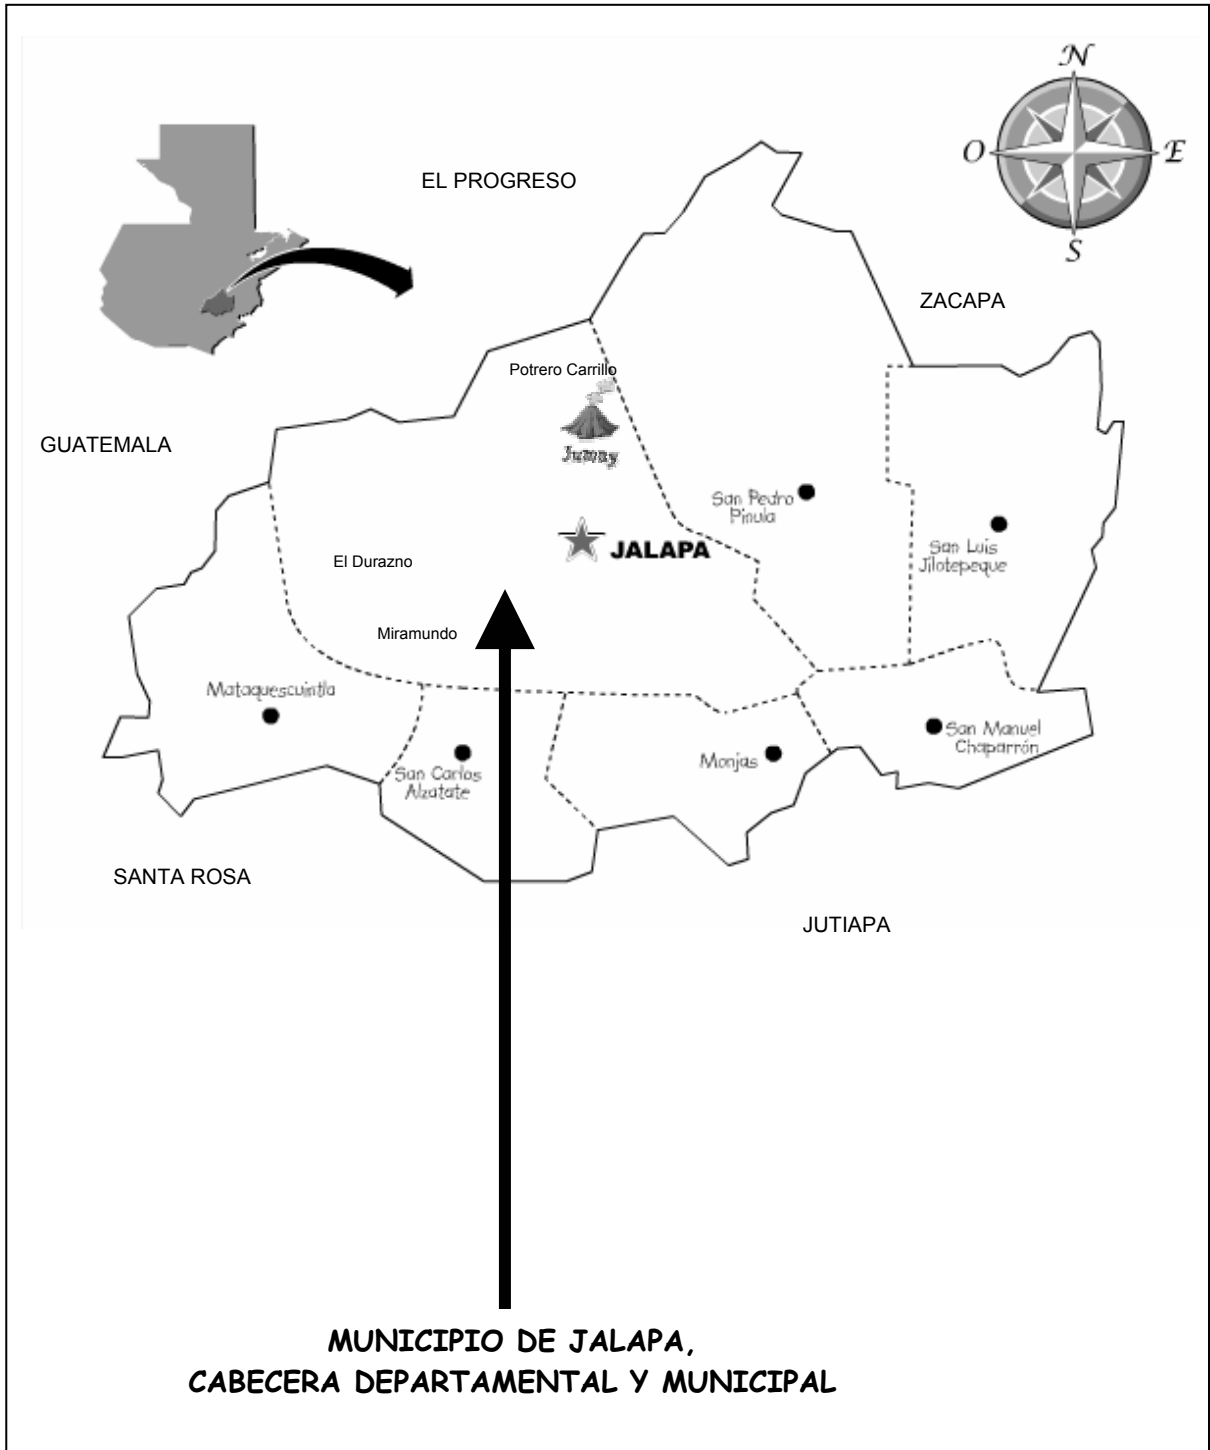 N
O
E
S
EL PROGRESO
ZACAPA
Potrero Carrillo
GUATEMALA
Jumay
San Pedro
Pinula
JALAPA
San Luis
Jilotepeque
El Durazno
Miramundo
Mataquescuintla
San Manuel
Chaparrón
Monjas
San Carlos
Alzatate
SANTA ROSA
JUTIAPA
MUNICIPIO DE JALAPA,
CABECERA DEPARTAMENTAL Y MUNICIPAL